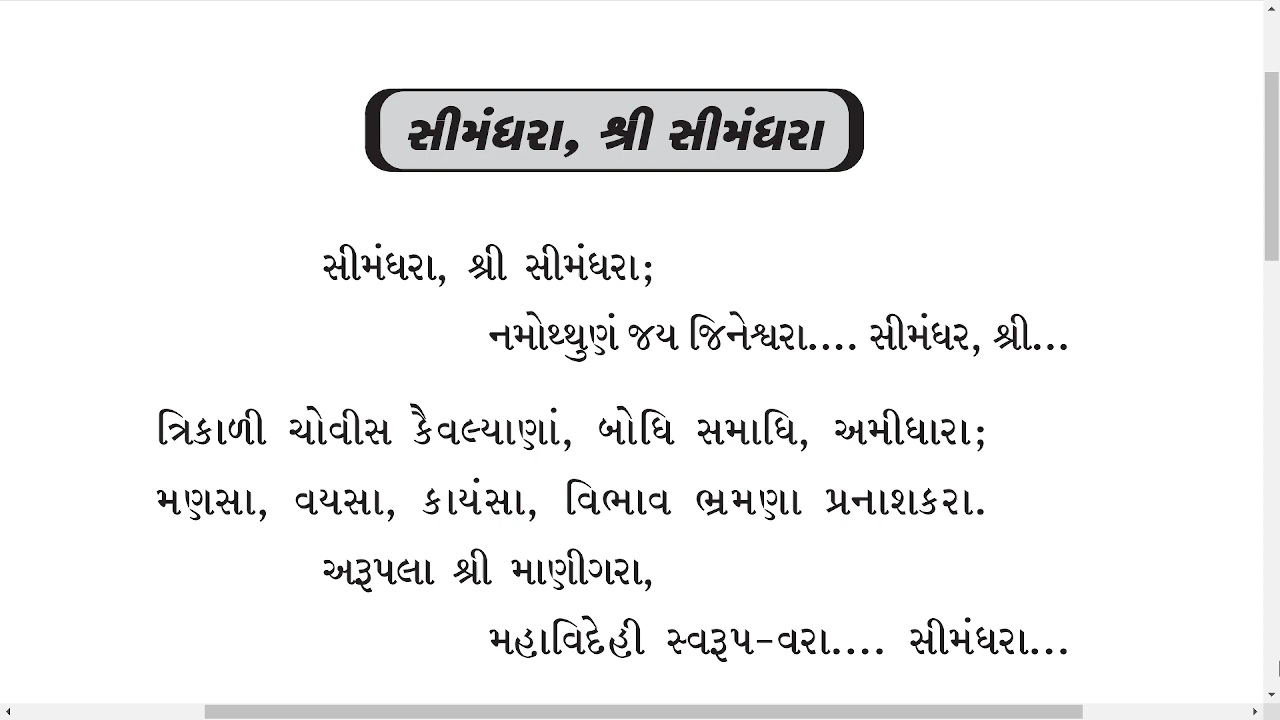 સીમંધરા, શ્રી સીમંધરા
સીમંધરા, શ્રી સીમંધરા;
નમોથ્થુણં જય જિનેશ્વરા.... સીમંધર, શ્રી...
ત્રિકાળી ચોવીસ કૈવલ્યાણાં, બોધિ સમાધિ, અમીધારા;
મણસા, વયસા, કાયંસા, વિભાવ ભ્રમણા પ્રનાશકરા.
અરૂપલા શ્રી માણીગરા,
મહાવિદેહી સ્વરૂપ-વરા.... સીમંધરા...